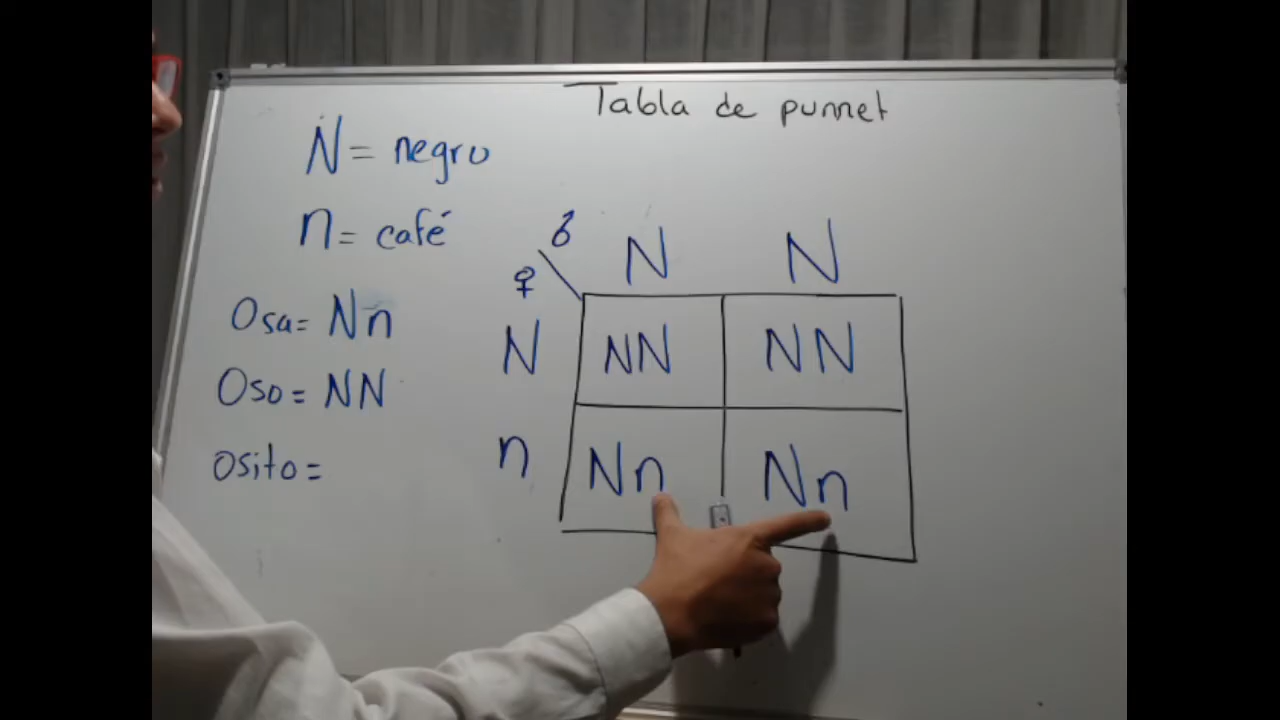 Tabla de punnet
N = negro
n = café
Osa = Nn
Oso = NN
Osito =
♂ N N
♀
N NN NN
n Nn Nn